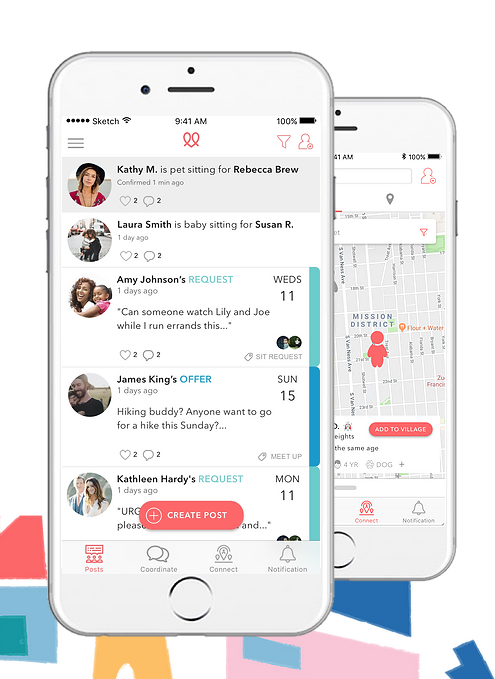 Sketch 9:41 AM 100%
Kathy M. is pet sitting for Rebecca Brew
Confirmed 1 min ago
2 2
Laura Smith is baby sitting for Susan R.
1 day ago
2 2
Amy Johnson's REQUEST WEDS
1 days ago 11
"Can someone watch Lily and Joe
while I run errands this..."
2 2 SIT REQUEST
James King's OFFER SUN
1 days ago 15
Hiking buddy? Anyone want to go
for a hike this Sunday?...
2 2 MEET UP
Kathleen Hardy's REQUEST MON
1 days ago 11
"URG
pleas and..."
CREATE POST
Posts Coordinate Connect Notification
41 AM 100%
et
S Van Ness Ave
MISSION
DISTRICT
Flour + Water
Zu
Francis
D.
eights
ADD TO VILLAGE
the same age
4 YR DOG +
Connect Notification